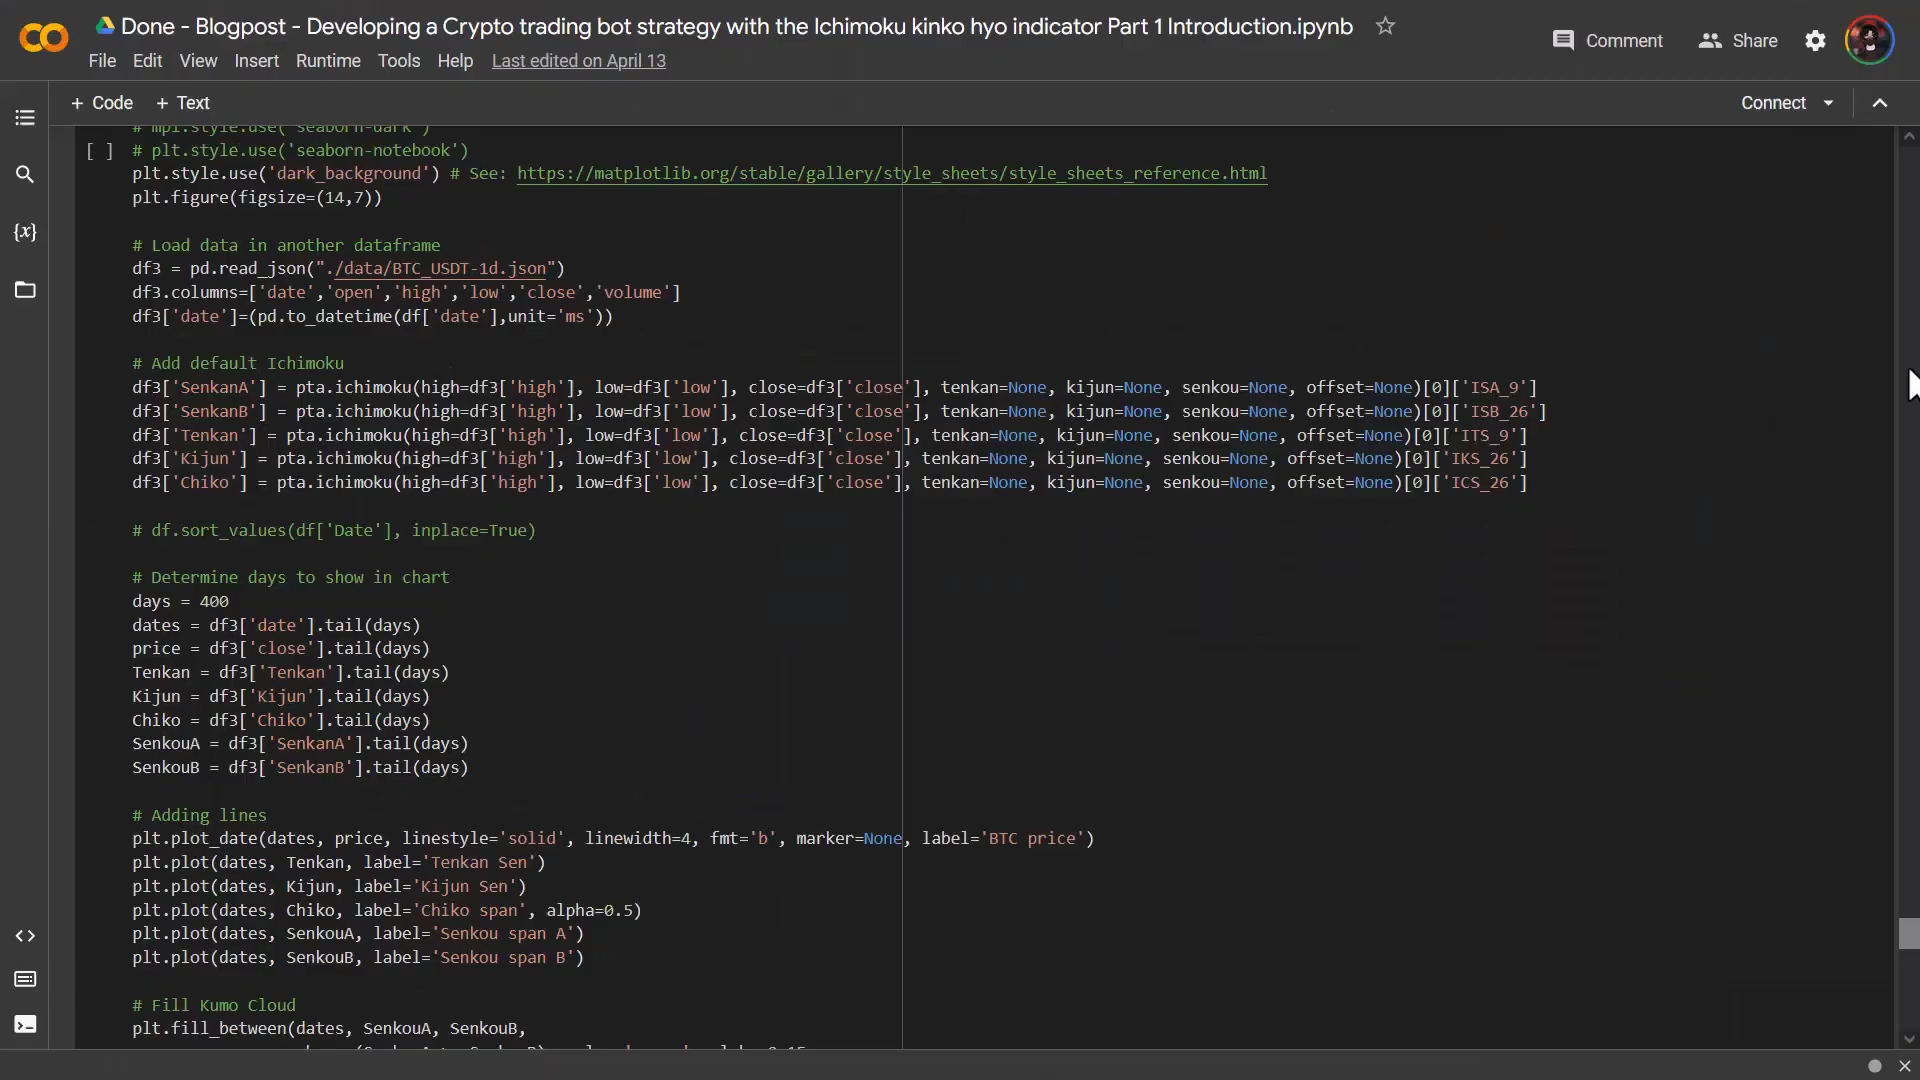 Done - Blogpost - Developing a Crypto trading bot strategy with the Ichimoku kinko hyo indicator Part 1 Introduction.ipynb
File Edit View Insert Runtime Tools Help Last edited on April 13
Comment Share
+ Code + Text
Connect
# mpl.style.use('seaborn-dark')
[ ] # plt.style.use('seaborn-notebook')
plt.style.use('dark_background') # See: https://matplotlib.org/stable/gallery/style_sheets/style_sheets_reference.html
plt.figure(figsize=(14,7))
# Load data in another dataframe
df3 = pd.read_json("./data/BTC_USDT-1d.json")
df3.columns=['date','open','high','low','close','volume']
df3['date']=(pd.to_datetime(df['date'],unit='ms'))
# Add default Ichimoku
df3['SenkanA'] = pta.ichimoku(high=df3['high'], low=df3['low'], close=df3['close'], tenkan=None, kijun=None, senkou=None, offset=None)[0]['ISA_9']
df3['SenkanB'] = pta.ichimoku(high=df3['high'], low=df3['low'], close=df3['close'], tenkan=None, kijun=None, senkou=None, offset=None)[0]['ISB_26']
df3['Tenkan'] = pta.ichimoku(high=df3['high'], low=df3['low'], close=df3['close'], tenkan=None, kijun=None, senkou=None, offset=None)[0]['ITS_9']
df3['Kijun'] = pta.ichimoku(high=df3['high'], low=df3['low'], close=df3['close'], tenkan=None, kijun=None, senkou=None, offset=None)[0]['IKS_26']
df3['Chiko'] = pta.ichimoku(high=df3['high'], low=df3['low'], close=df3['close'], tenkan=None, kijun=None, senkou=None, offset=None)[0]['ICS_26']
# df.sort_values(df['Date'], inplace=True)
# Determine days to show in chart
days = 400
dates = df3['date'].tail(days)
price = df3['close'].tail(days)
Tenkan = df3['Tenkan'].tail(days)
Kijun = df3['Kijun'].tail(days)
Chiko = df3['Chiko'].tail(days)
SenkouA = df3['SenkanA'].tail(days)
SenkouB = df3['SenkanB'].tail(days)
# Adding lines
plt.plot_date(dates, price, linestyle='solid', linewidth=4, fmt='b', marker=None, label='BTC price')
plt.plot(dates, Tenkan, label='Tenkan Sen')
plt.plot(dates, Kijun, label='Kijun Sen')
plt.plot(dates, Chiko, label='Chiko span', alpha=0.5)
plt.plot(dates, SenkouA, label='Senkou span A')
plt.plot(dates, SenkouB, label='Senkou span B')
# Fill Kumo Cloud
plt.fill_between(dates, SenkouA, SenkouB,